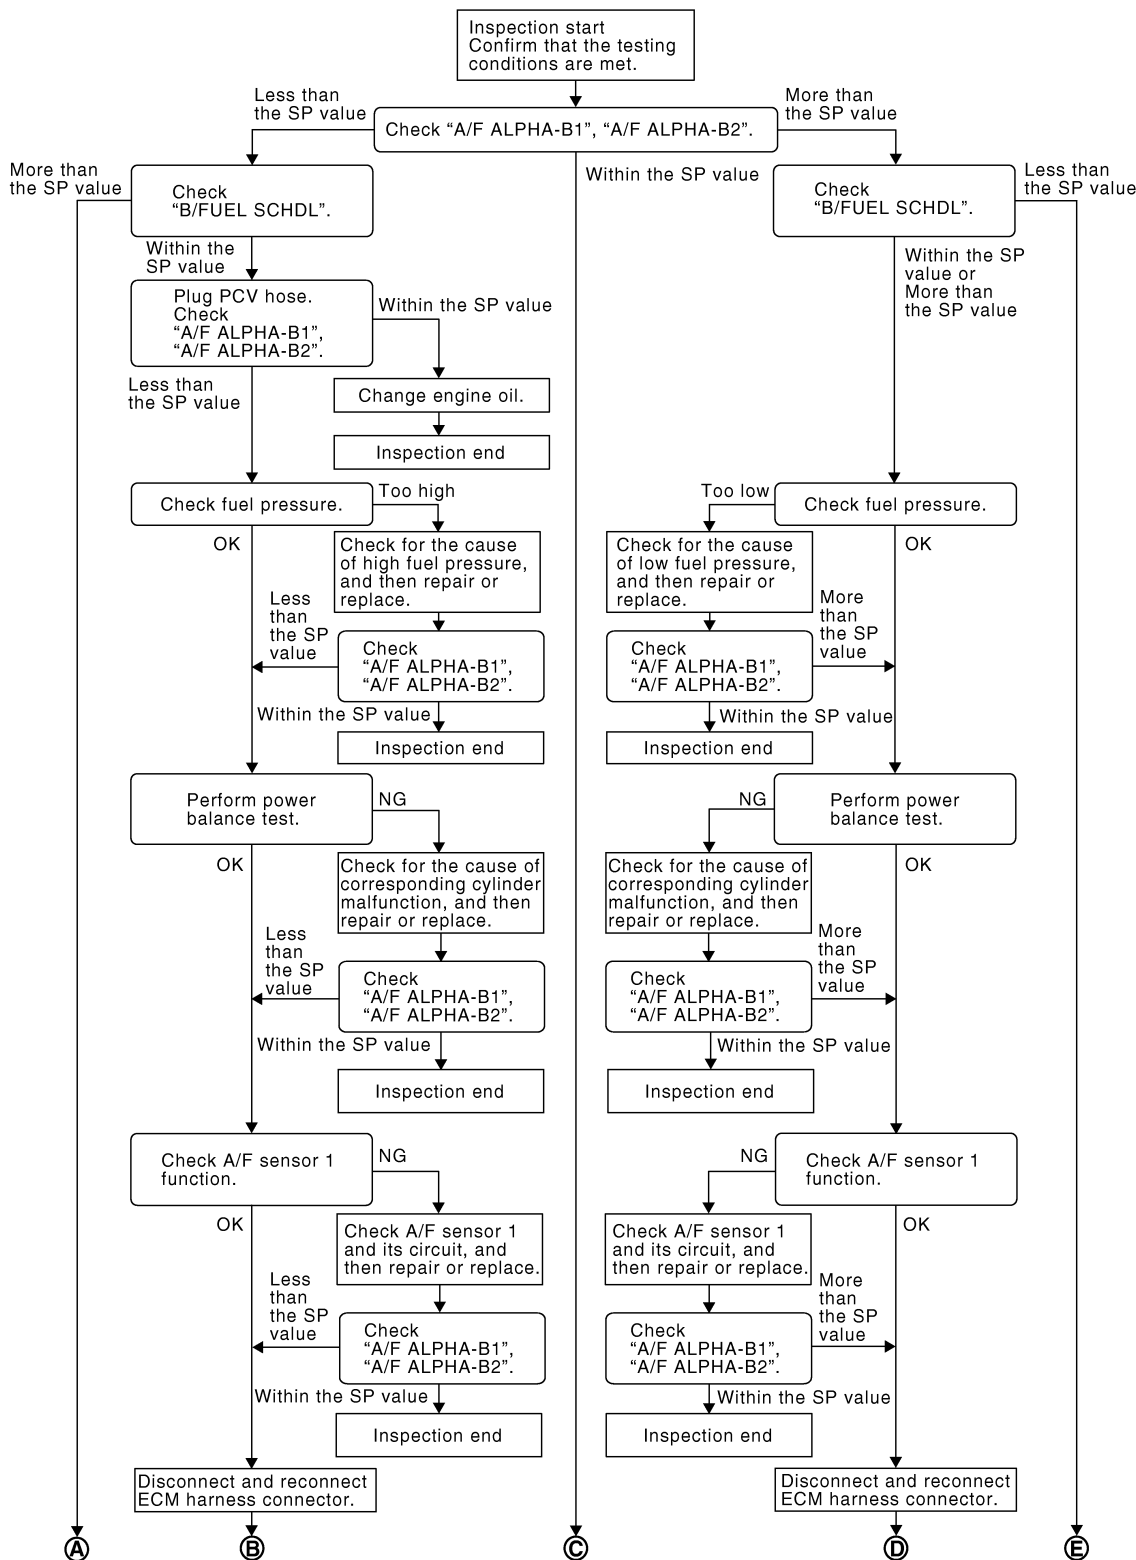 Inspection start
Confirm that the testing
conditions are met.
Less than
the SP value
More than
the SP value
Check “A/F ALPHA-B1”, “A/F ALPHA-B2”.
More than
the SP value
Within the SP value
Less than
the SP value
Check
“B/FUEL SCHDL”.
Check
“B/FUEL SCHDL”.
Within the
SP value
Within the SP
value or
More than
the SP value
Plug PCV hose.
Check
“A/F ALPHA-B1”,
“A/F ALPHA-B2”.
Within the SP value
Less than
the SP value
Change engine oil.
Inspection end
Check fuel pressure.
Too high
Too low
Check fuel pressure.
OK
Check for the cause
of high fuel pressure,
and then repair or
replace.
Check for the cause
of low fuel pressure,
and then repair or
replace.
OK
Less
than
the SP
value
Check
“A/F ALPHA-B1”,
“A/F ALPHA-B2”.
Check
“A/F ALPHA-B1”,
“A/F ALPHA-B2”.
More
than
the SP
value
Within the SP value
Within the SP value
Inspection end
Inspection end
Perform power
balance test.
NG
NG
Perform power
balance test.
OK
Check for the cause of
corresponding cylinder
malfunction, and then
repair or replace.
Check for the cause of
corresponding cylinder
malfunction, and then
repair or replace.
OK
Less
than
the SP
value
Check
“A/F ALPHA-B1”,
“A/F ALPHA-B2”.
Check
“A/F ALPHA-B1”,
“A/F ALPHA-B2”.
More
than
the SP
value
Within the SP value
Within the SP value
Inspection end
Inspection end
Check A/F sensor 1
function.
NG
NG
Check A/F sensor 1
function.
OK
Check A/F sensor 1
and its circuit, and
then repair or replace.
Check A/F sensor 1
and its circuit, and
then repair or replace.
OK
Less
than
the SP
value
Check
“A/F ALPHA-B1”,
“A/F ALPHA-B2”.
Check
“A/F ALPHA-B1”,
“A/F ALPHA-B2”.
More
than
the SP
value
Within the SP value
Within the SP value
Inspection end
Inspection end
Disconnect and reconnect
ECM harness connector.
Disconnect and reconnect
ECM harness connector.
A
B
C
D
E